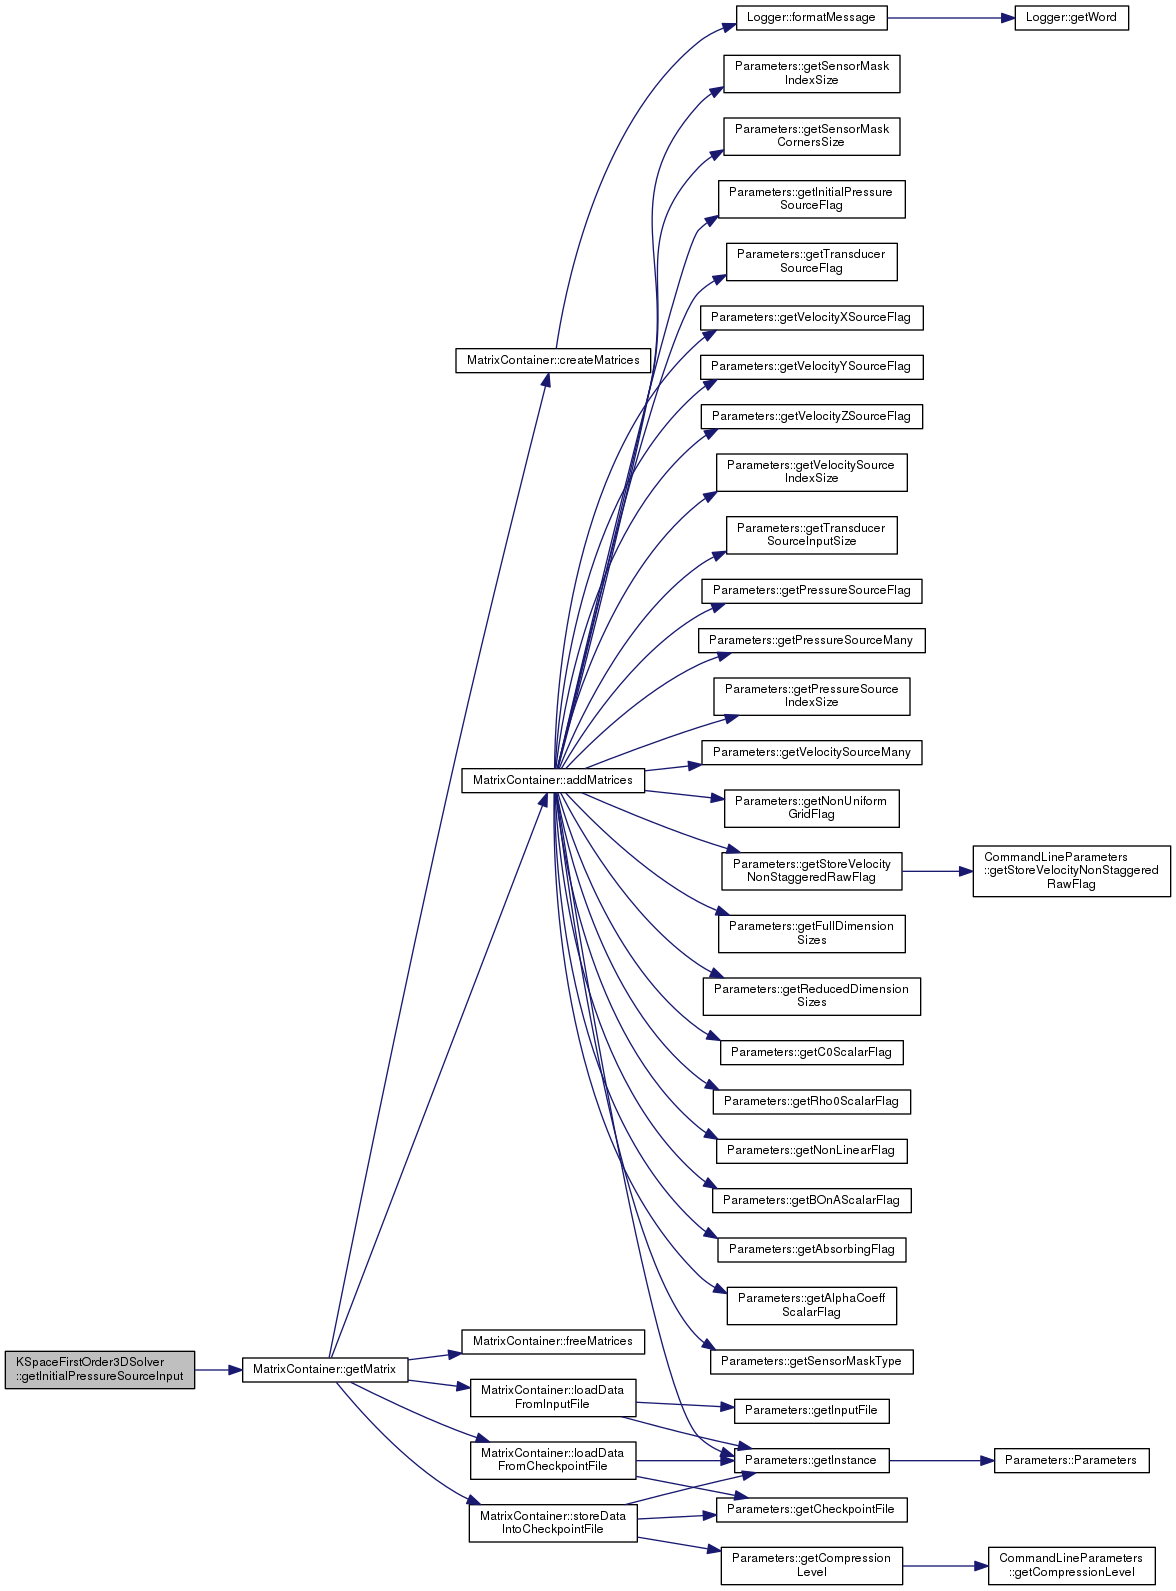 Logger::formatMessage
Logger::getWord
Parameters::getSensorMask
IndexSize
Parameters::getSensorMask
CornersSize
Parameters::getInitialPressure
SourceFlag
Parameters::getTransducer
SourceFlag
Parameters::getVelocityXSourceFlag
MatrixContainer::createMatrices
Parameters::getVelocityYSourceFlag
Parameters::getVelocityZSourceFlag
Parameters::getVelocitySource
IndexSize
Parameters::getTransducer
SourceInputSize
Parameters::getPressureSourceFlag
Parameters::getPressureSourceMany
Parameters::getPressureSource
IndexSize
Parameters::getVelocitySourceMany
MatrixContainer::addMatrices
Parameters::getNonUniform
GridFlag
Parameters::getStoreVelocity
NonStaggeredRawFlag
CommandLineParameters
::getStoreVelocityNonStaggered
RawFlag
Parameters::getFullDimension
Sizes
Parameters::getReducedDimension
Sizes
Parameters::getC0ScalarFlag
Parameters::getRho0ScalarFlag
Parameters::getNonLinearFlag
Parameters::getBOnAScalarFlag
Parameters::getAbsorbingFlag
Parameters::getAlphaCoeff
ScalarFlag
MatrixContainer::freeMatrices
Parameters::getSensorMaskType
KSpaceFirstOrder3DSolver
::getInitialPressureSourceInput
MatrixContainer::getMatrix
MatrixContainer::loadData
FromInputFile
Parameters::getInputFile
MatrixContainer::loadData
FromCheckpointFile
Parameters::getInstance
Parameters::Parameters
MatrixContainer::storeData
IntoCheckpointFile
Parameters::getCheckpointFile
Parameters::getCompression
Level
CommandLineParameters
::getCompressionLevel